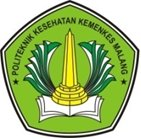 ★ POLITEKNIK KESEHATAN KEMENKES MALANG ★